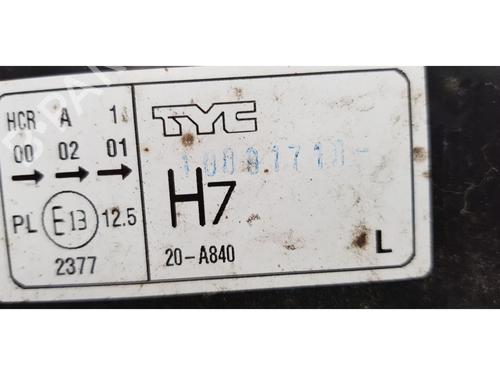 HCR A 1
00 02 01
PL E13 12.5
2377
TYC
H7
20-A840
L